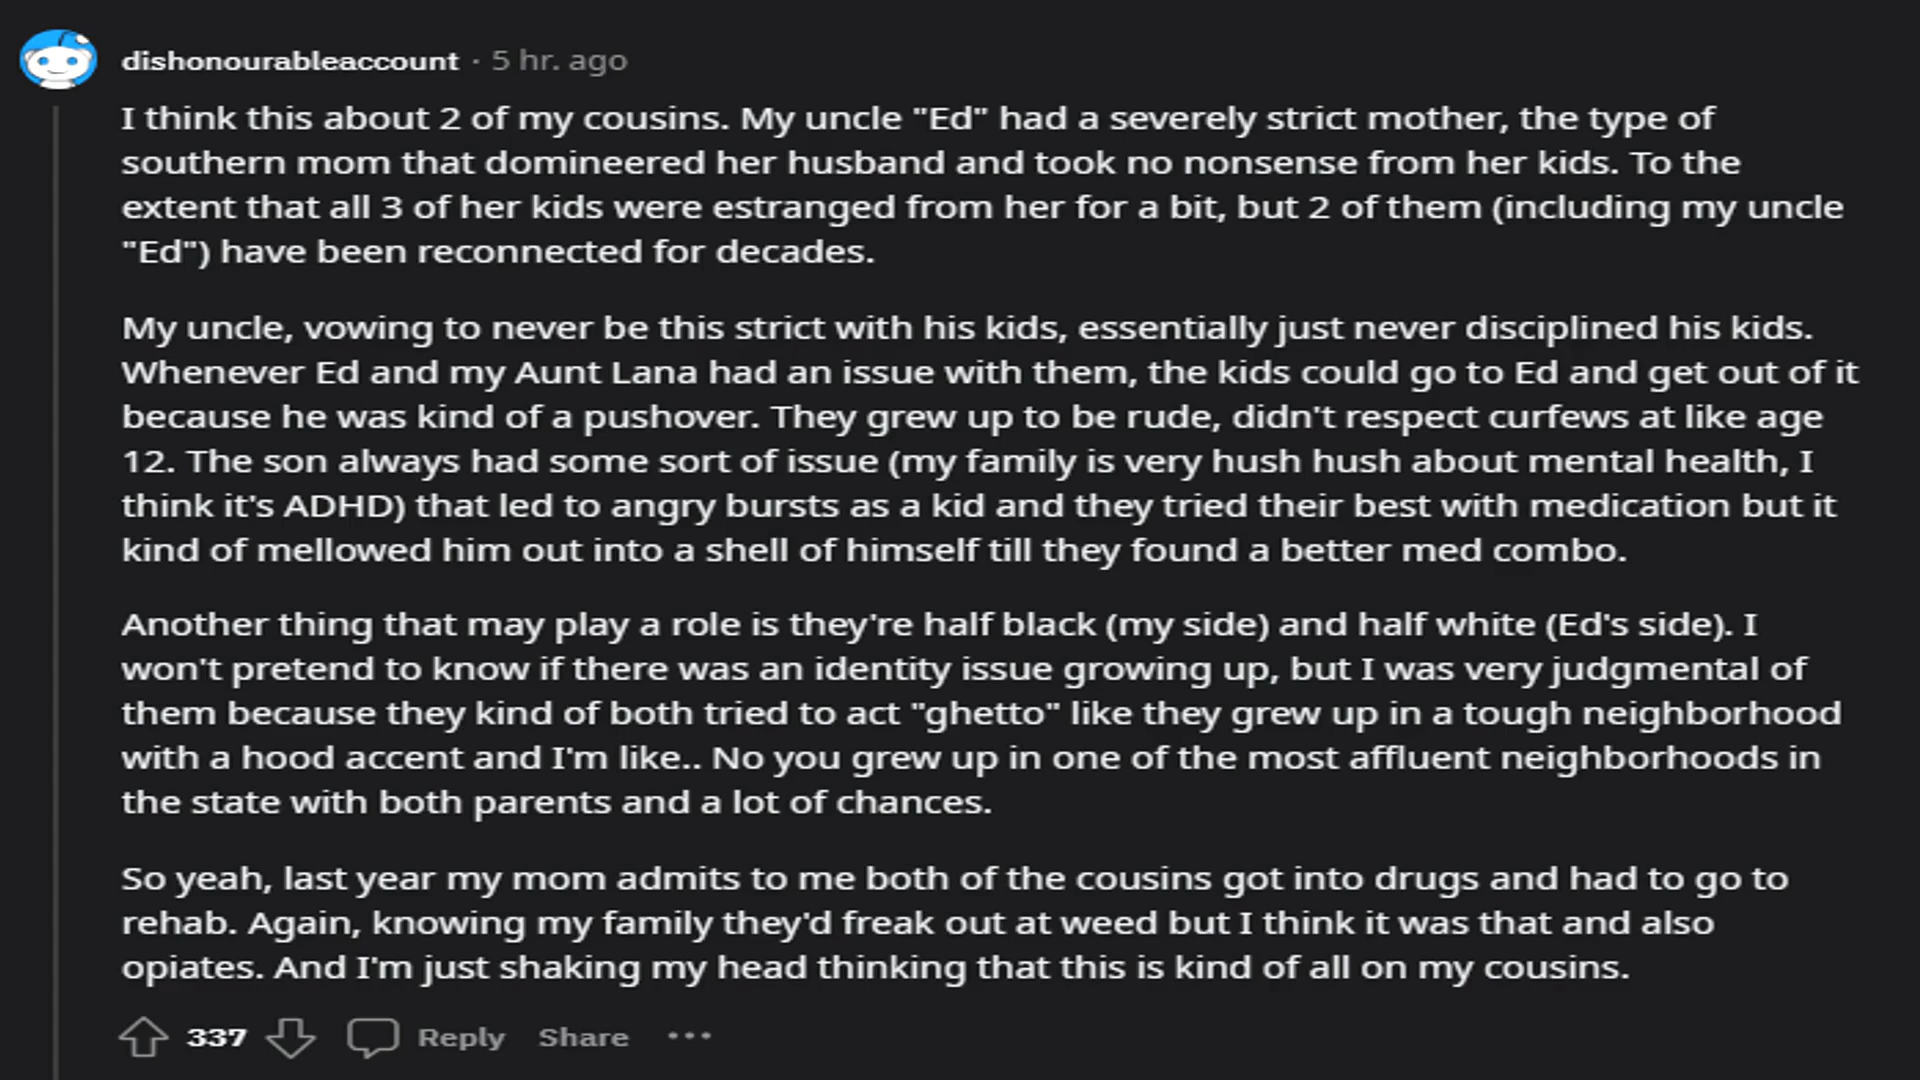 dishonourableaccount · 5 hr. ago
I think this about 2 of my cousins. My uncle "Ed" had a severely strict mother, the type of
southern mom that domineered her husband and took no nonsense from her kids. To the
extent that all 3 of her kids were estranged from her for a bit, but 2 of them (including my uncle
"Ed") have been reconnected for decades.
My uncle, vowing to never be this strict with his kids, essentially just never disciplined his kids.
Whenever Ed and my Aunt Lana had an issue with them, the kids could go to Ed and get out of it
because he was kind of a pushover. They grew up to be rude, didn't respect curfews at like age
12. The son always had some sort of issue (my family is very hush hush about mental health, I
think it's ADHD) that led to angry bursts as a kid and they tried their best with medication but it
kind of mellowed him out into a shell of himself till they found a better med combo.
Another thing that may play a role is they're half black (my side) and half white (Ed's side). I
won't pretend to know if there was an identity issue growing up, but I was very judgmental of
them because they kind of both tried to act "ghetto" like they grew up in a tough neighborhood
with a hood accent and I'm like.. No you grew up in one of the most affluent neighborhoods in
the state with both parents and a lot of chances.
So yeah, last year my mom admits to me both of the cousins got into drugs and had to go to
rehab. Again, knowing my family they'd freak out at weed but I think it was that and also
opiates. And I'm just shaking my head thinking that this is kind of all on my cousins.
337 Reply Share ···